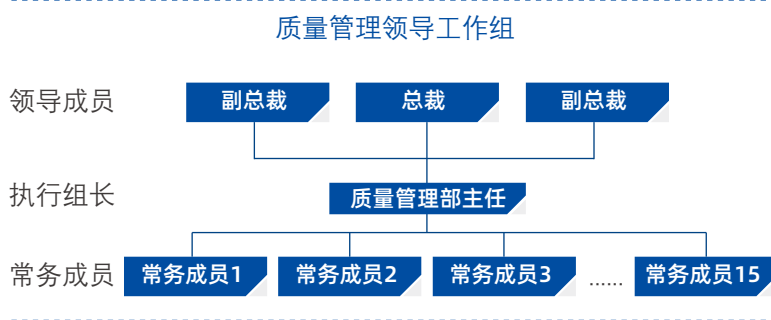 质量管理领导工作组
领导成员 副总裁 总裁 副总裁
执行组长 质量管理部主任
常务成员 常务成员1 常务成员2 常务成员3 ...... 常务成员15